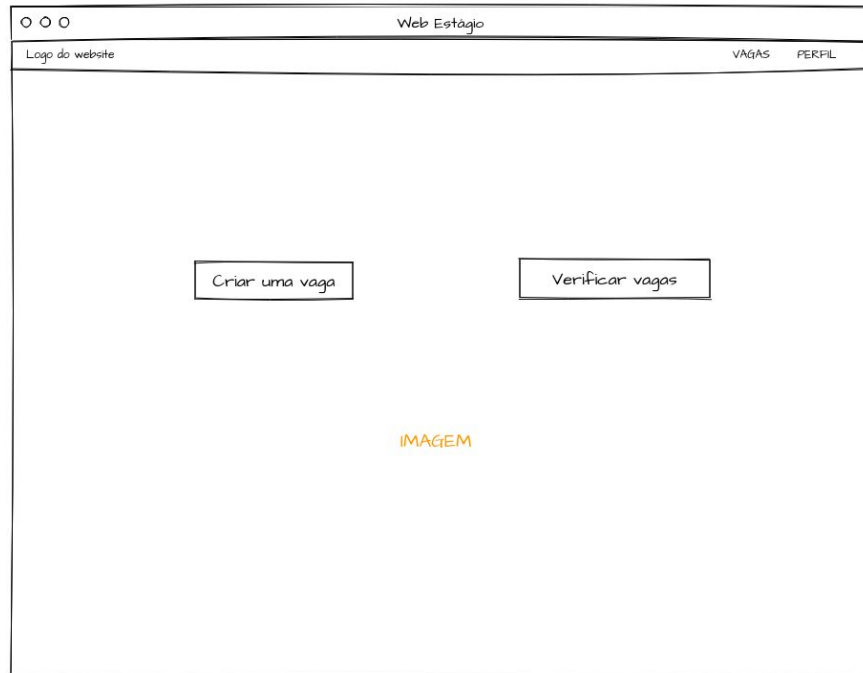 Web Estágio
Logo do website VAGAS PERFIL
Criar uma vaga Verificar vagas
IMAGEM